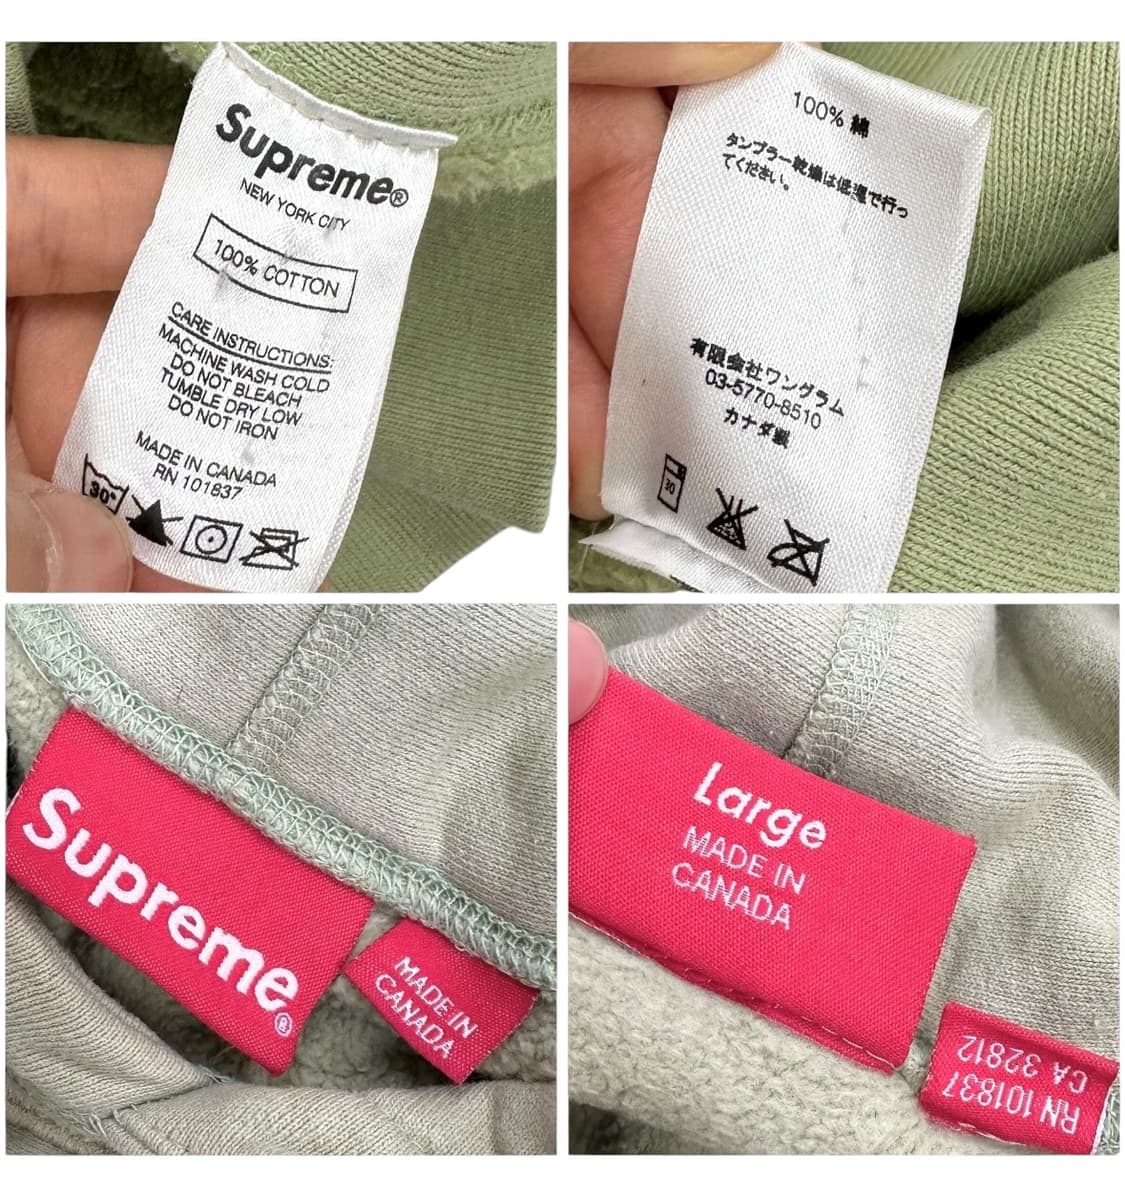 Supreme®
NEW YORK CITY
100% COTTON
CARE INSTRUCTIONS:
MACHINE WASH COLD
DO NOT BLEACH
TUMBLE DRY LOW
DO NOT IRON
MADE IN CANADA
RN 101837
30°
100% 綿
タンブラー乾燥は低温で行っ
てください。
有限会社ワングラム
03-5770-8510
カナダ製
30
Supreme®
MADE IN
CANADA
Large
MADE IN
CANADA
RN 101837
CA 32812